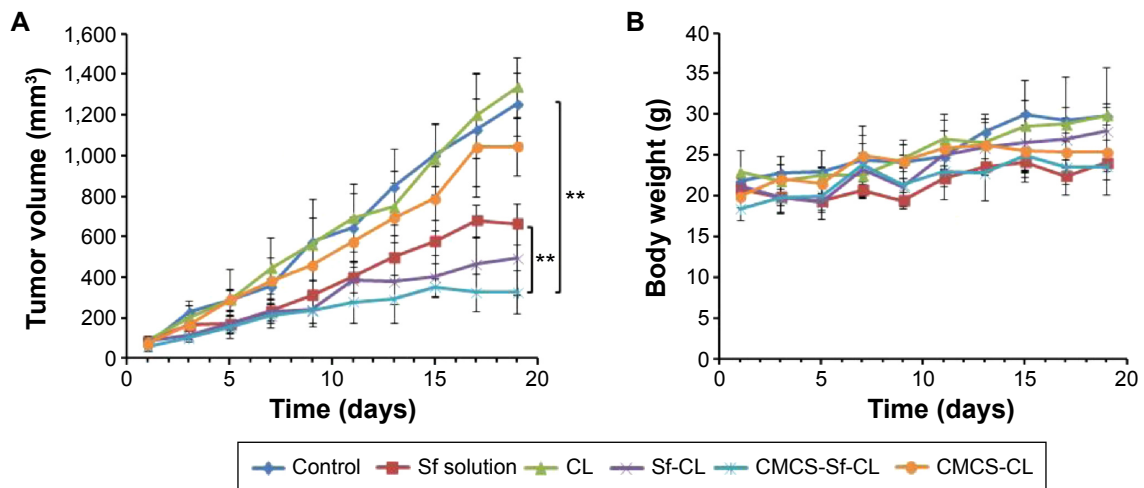 A
Tumor volume (mm³)
1,600
1,400
1,200
1,000
800
600
400
200
0
0 5 10 15 20
Time (days)
**
**
B
Body weight (g)
40
35
30
25
20
15
10
5
0
0 5 10 15 20
Time (days)
Control Sf solution CL Sf-CL CMCS-Sf-CL CMCS-CL